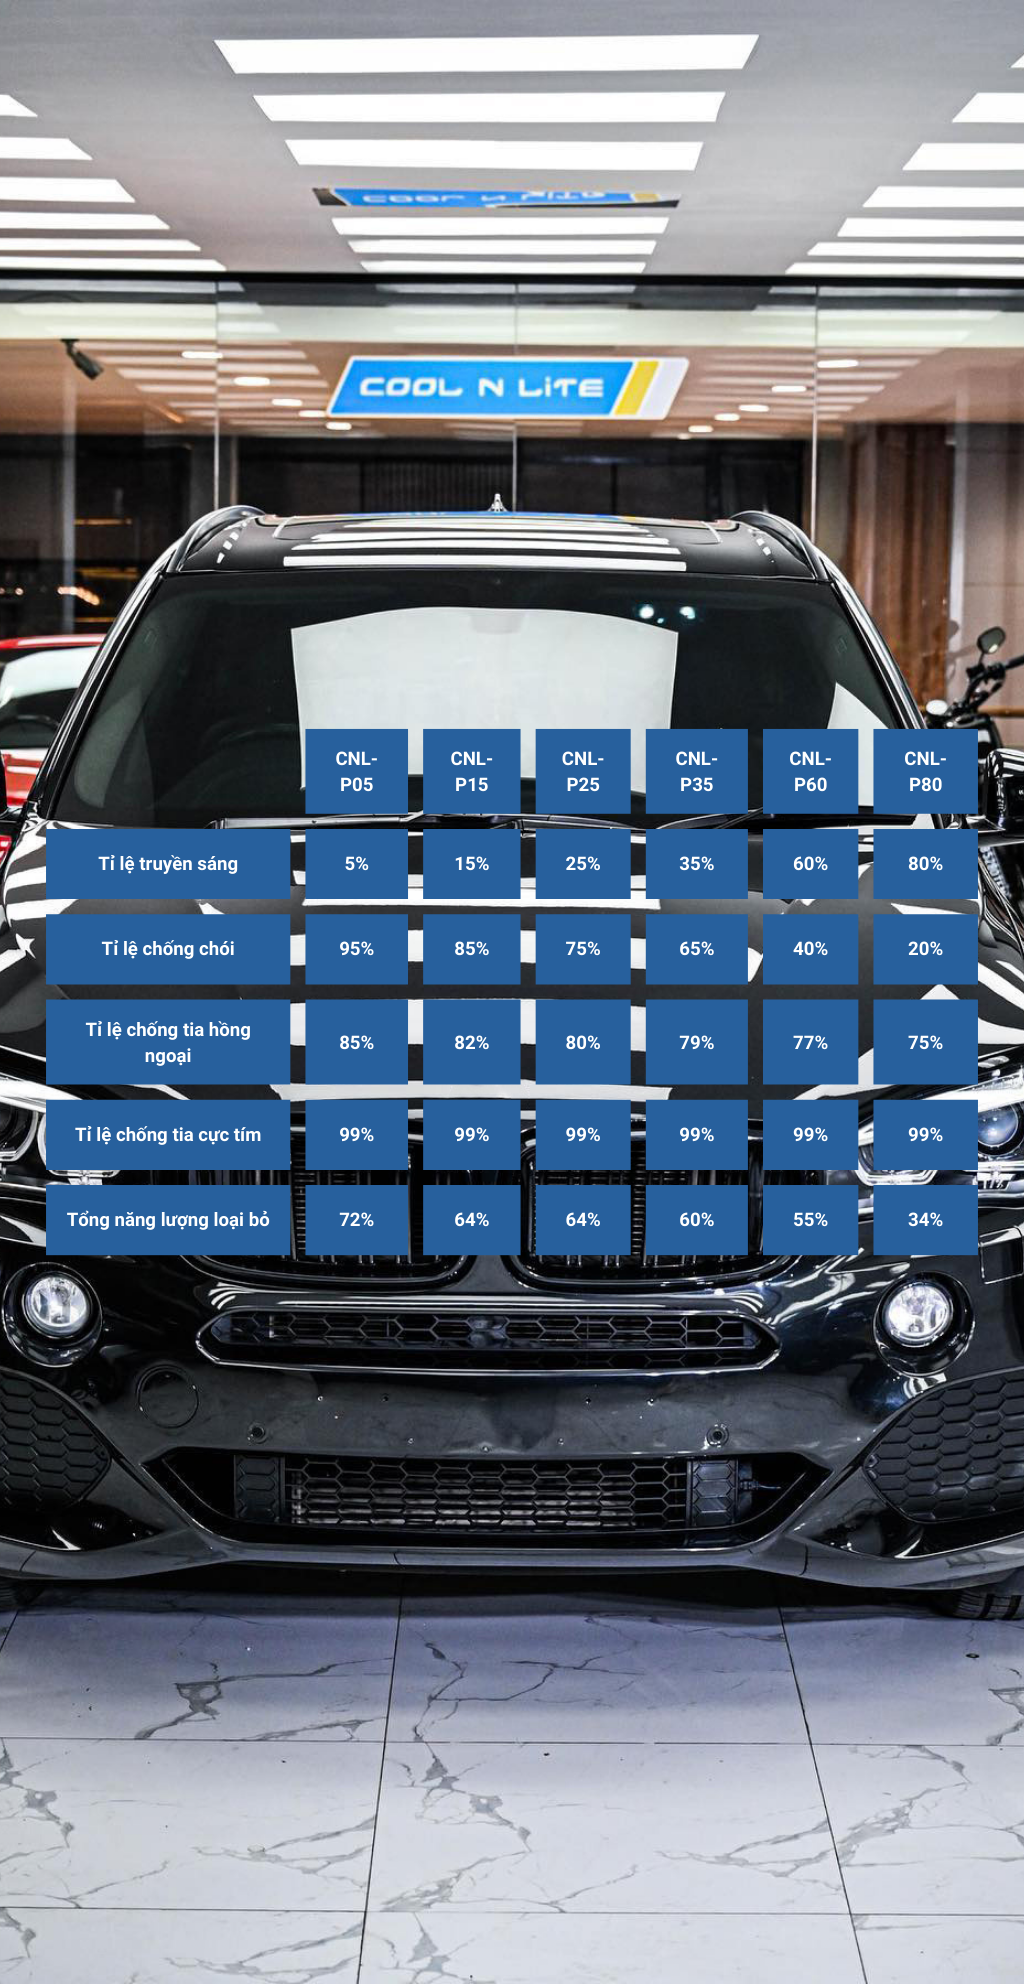 COOL N LiTE
COOL N LiTE
CNL-
P05
CNL-
P15
CNL-
P25
CNL-
P35
CNL-
P60
CNL-
P80
Tỉ lệ truyền sáng 5% 15% 25% 35% 60% 80%
Tỉ lệ chống chói 95% 85% 75% 65% 40% 20%
Tỉ lệ chống tia hồng
ngoại
85% 82% 80% 79% 77% 75%
Tỉ lệ chống tia cực tím 99% 99% 99% 99% 99% 99%
Tổng năng lượng loại bỏ 72% 64% 64% 60% 55% 34%